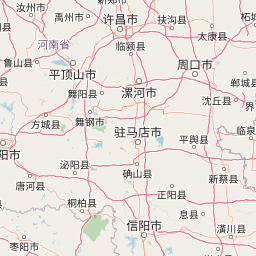 汝州市
禹州市
许昌市
扶沟县
太康县
柘城
河南省
临颍县
鲁山县
平顶山市
周口市
郸城县
舞阳县
漯河市
沈丘县
方城县
舞钢市
界
驻马店市
平舆县
临泉
阳市
泌阳县
确山县
新蔡县
唐河县
正阳县
桐柏县
息县
枣阳市
信阳市
潢川县